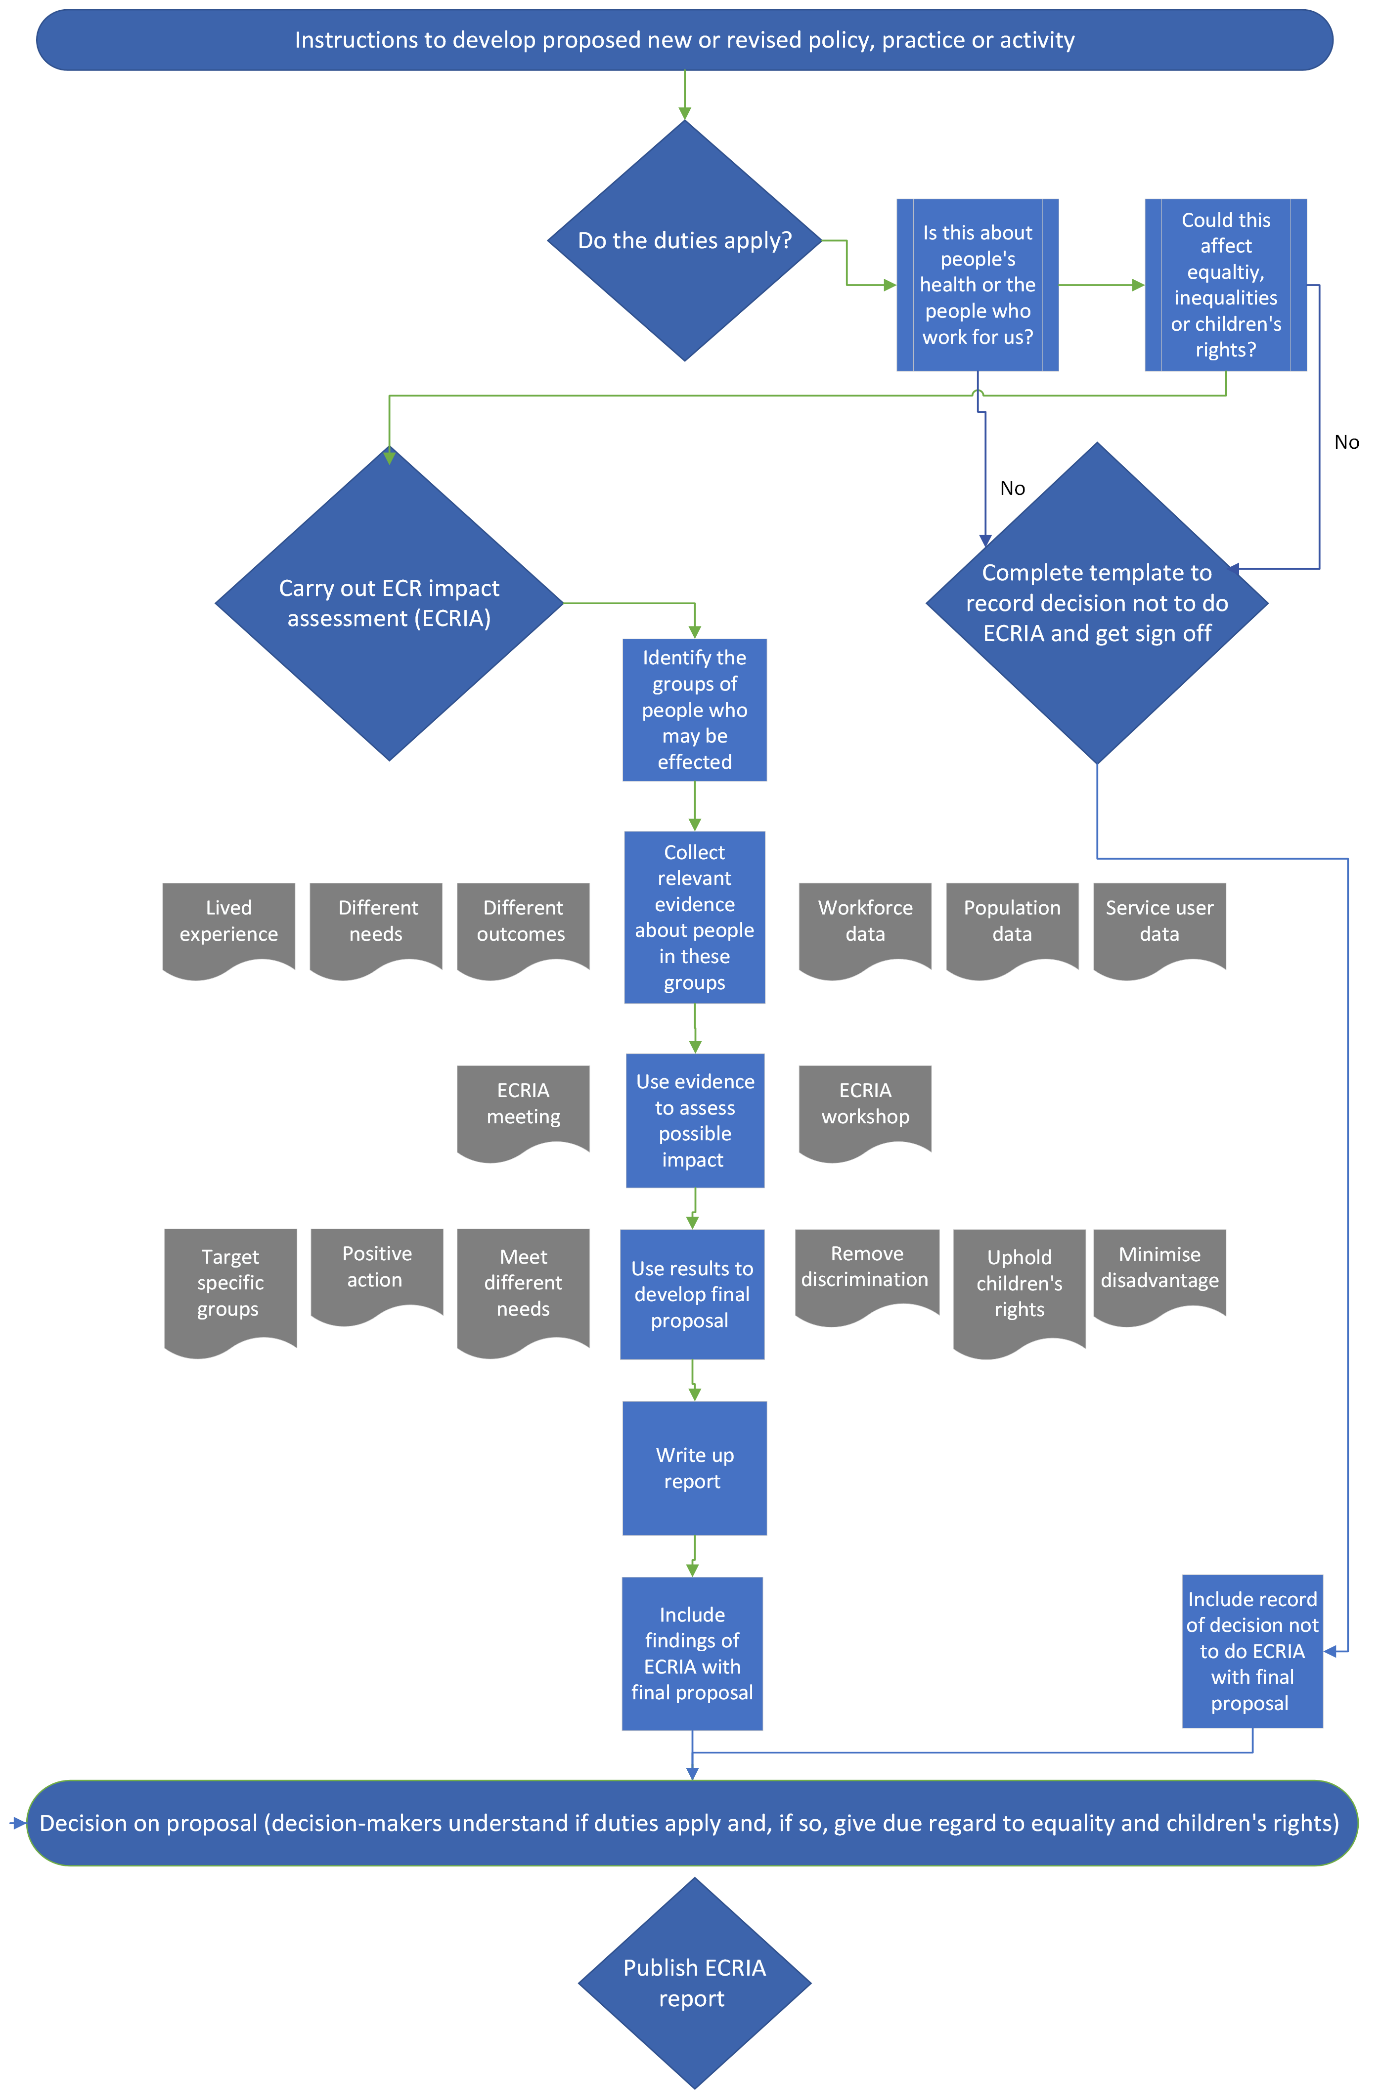 Instructions to develop proposed new or revised policy, practice or activity
Do the duties apply?
Is this about
people's
health or the
people who
work for us?
Could this
affect
equaltiy,
inequalities
or children's
rights?
No
No
Carry out ECR impact
assessment (ECRIA)
Complete template to
record decision not to do
ECRIA and get sign off
Identify the
groups of
people who
may be
effected
Lived
experience
Different
needs
Different
outcomes
Collect
relevant
evidence
about people
in these
groups
Workforce
data
Population
data
Service user
data
ECRIA
meeting
Use evidence
to assess
possible
impact
ECRIA
workshop
Target
specific
groups
Positive
action
Meet
different
needs
Use results to
develop final
proposal
Remove
discrimination
Uphold
children's
rights
Minimise
disadvantage
Write up
report
Include
findings of
ECRIA with
final proposal
Include record
of decision not
to do ECRIA
with final
proposal
Decision on proposal (decision-makers understand if duties apply and, if so, give due regard to equality and children's rights)
Publish ECRIA
report